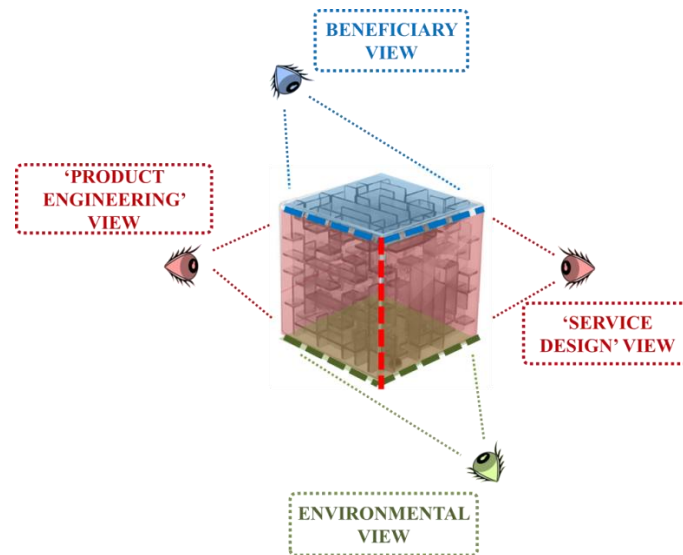 BENEFICIARY
VIEW
‘PRODUCT
ENGINEERING’
VIEW
‘SERVICE
DESIGN’ VIEW
ENVIRONMENTAL
VIEW